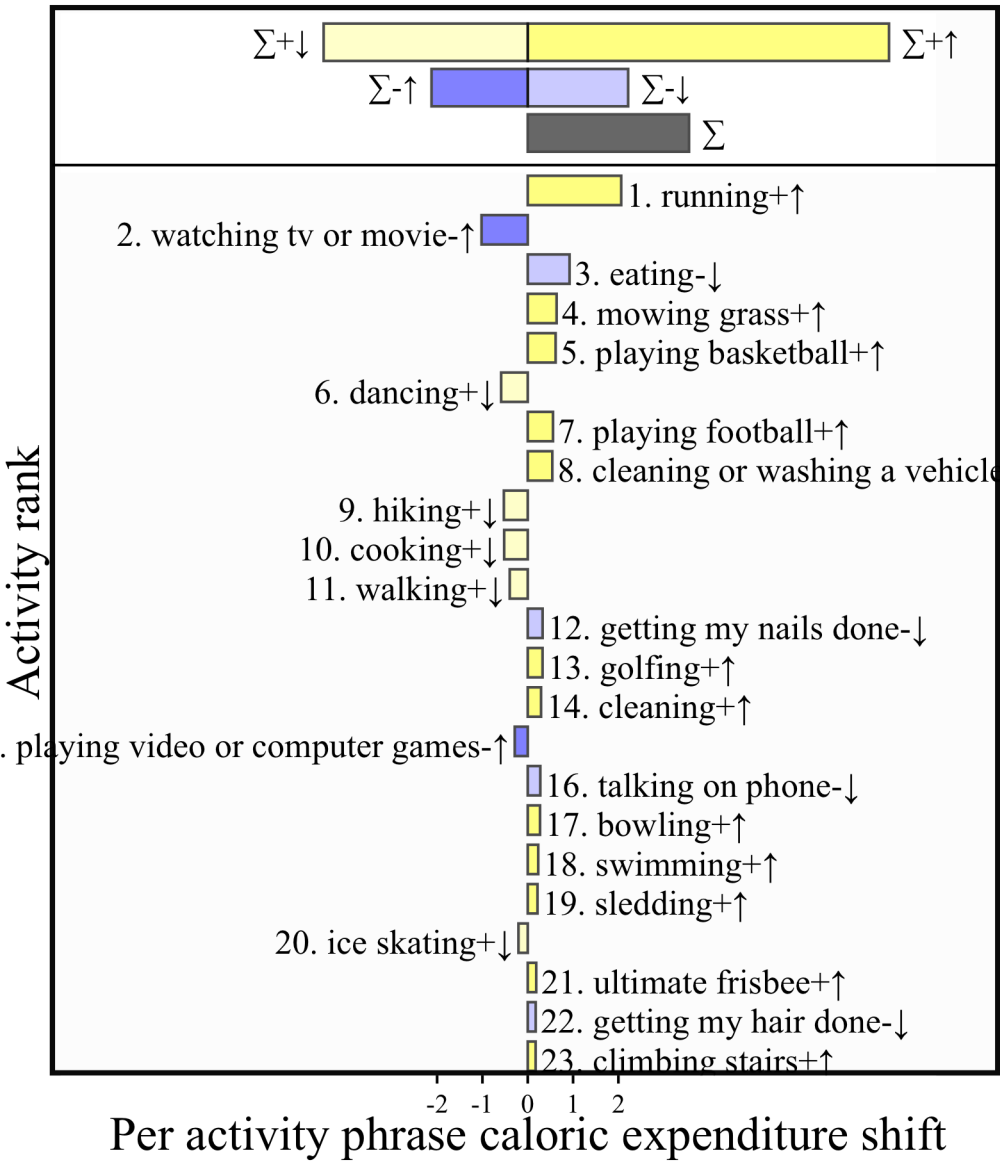 ∑+↓ ∑+↑
∑-↑ ∑-↓
∑
1. running+↑
2. watching tv or movie-↑
3. eating-↓
4. mowing grass+↑
5. playing basketball+↑
6. dancing+↓
7. playing football+↑
8. cleaning or washing a vehicle
9. hiking+↓
10. cooking+↓
11. walking+↓
12. getting my nails done-↓
13. golfing+↑
14. cleaning+↑
. playing video or computer games-↑
16. talking on phone-↓
17. bowling+↑
18. swimming+↑
19. sledding+↑
20. ice skating+↓
21. ultimate frisbee+↑
22. getting my hair done-↓
23. climbing stairs+↑
-2 -1 0 1 2
Per activity phrase caloric expenditure shift
Activity rank